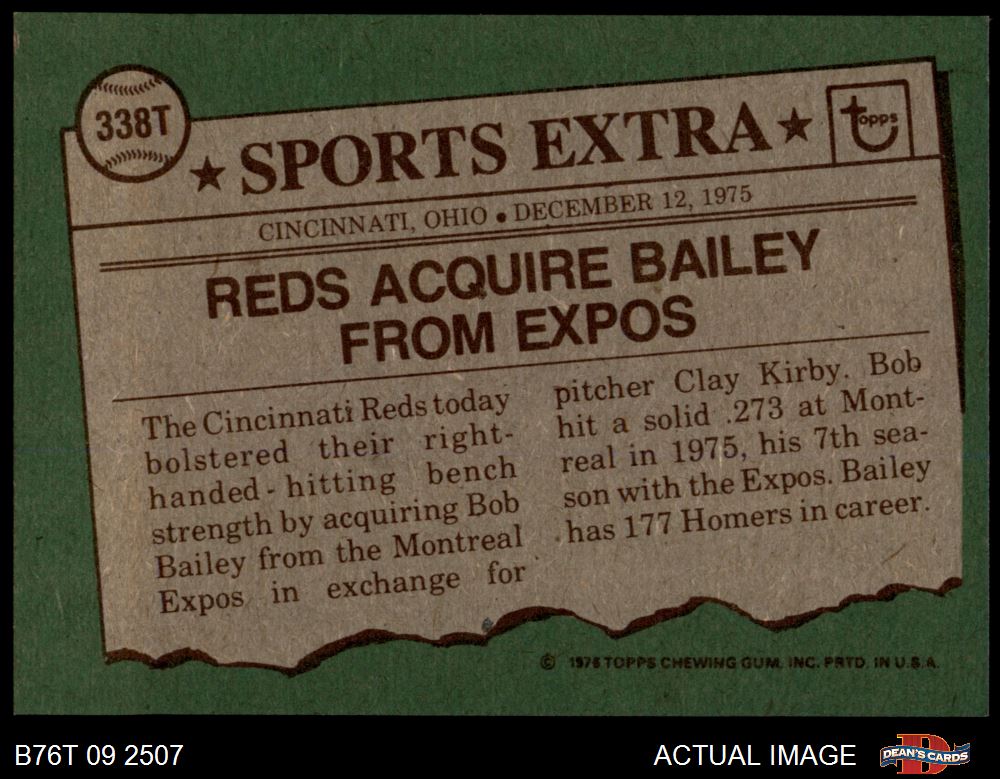 338T
★ SPORTS EXTRA ★
topps
CINCINNATI, OHIO • DECEMBER 12, 1975
REDS ACQUIRE BAILEY
FROM EXPOS
The Cincinnati Reds today
bolstered their right-
handed-hitting bench
strength by acquiring Bob
Bailey from the Montreal
Expos in exchange for
pitcher Clay Kirby. Bob
hit a solid .273 at Mont-
real in 1975, his 7th sea-
son with the Expos. Bailey
has 177 Homers in career.
© 1976 TOPPS CHEWING GUM, INC. PRTD. IN U.S.A.
B76T 09 2507
ACTUAL IMAGE
DEAN'S CARDS